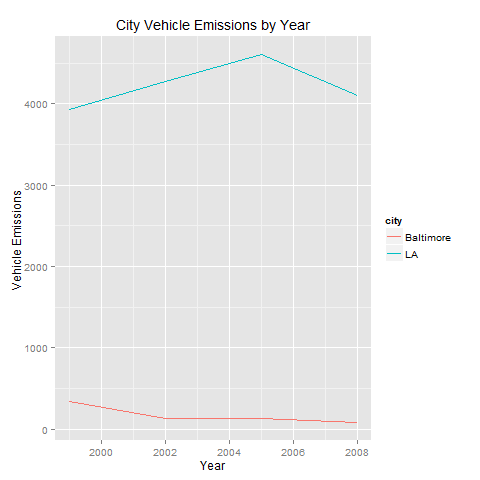 City Vehicle Emissions by Year
Vehicle Emissions
4000
3000
2000
1000
0
2000
2002
2004
2006
2008
Year
city
Baltimore
LA